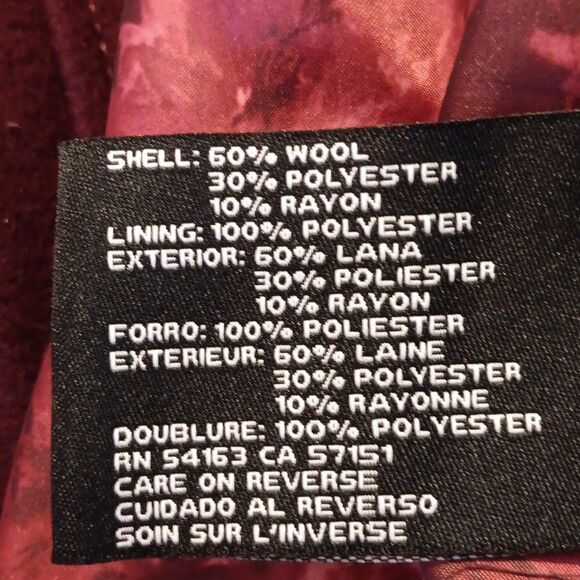 SHELL: 60% WOOL
30% POLYESTER
10% RAYON
LINING: 100% POLYESTER
EXTERIOR: 60% LANA
30% POLIESTER
10% RAYON
FORRO: 100% POLIESTER
EXTERIEUR: 60% LAINE
30% POLYESTER
10% RAYONNE
DOUBLURE: 100% POLYESTER
RN 54163 CA 57151
CARE ON REVERSE
CUIDADO AL REVERSO
SOIN SUR L'INVERSE